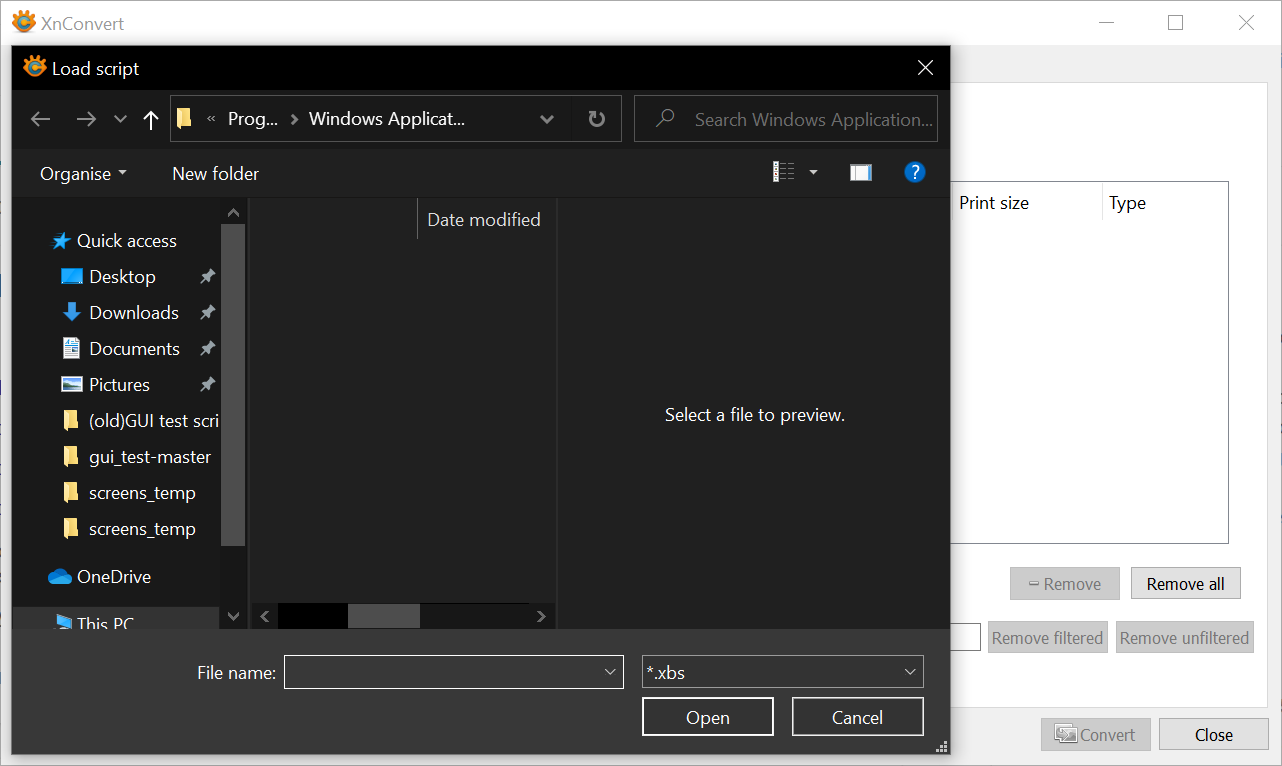 XnConvert
Load script
« Prog... > Windows Applicat...
Search Windows Application...
Organise
New folder
?
Date modified
Print size
Type
Quick access
Desktop
Downloads
Documents
Pictures
(old)GUI test scri
gui_test-master
screens_temp
screens_temp
OneDrive
This PC
Select a file to preview.
Remove
Remove all
Remove filtered
Remove unfiltered
File name:
*.xbs
Open
Cancel
Convert
Close